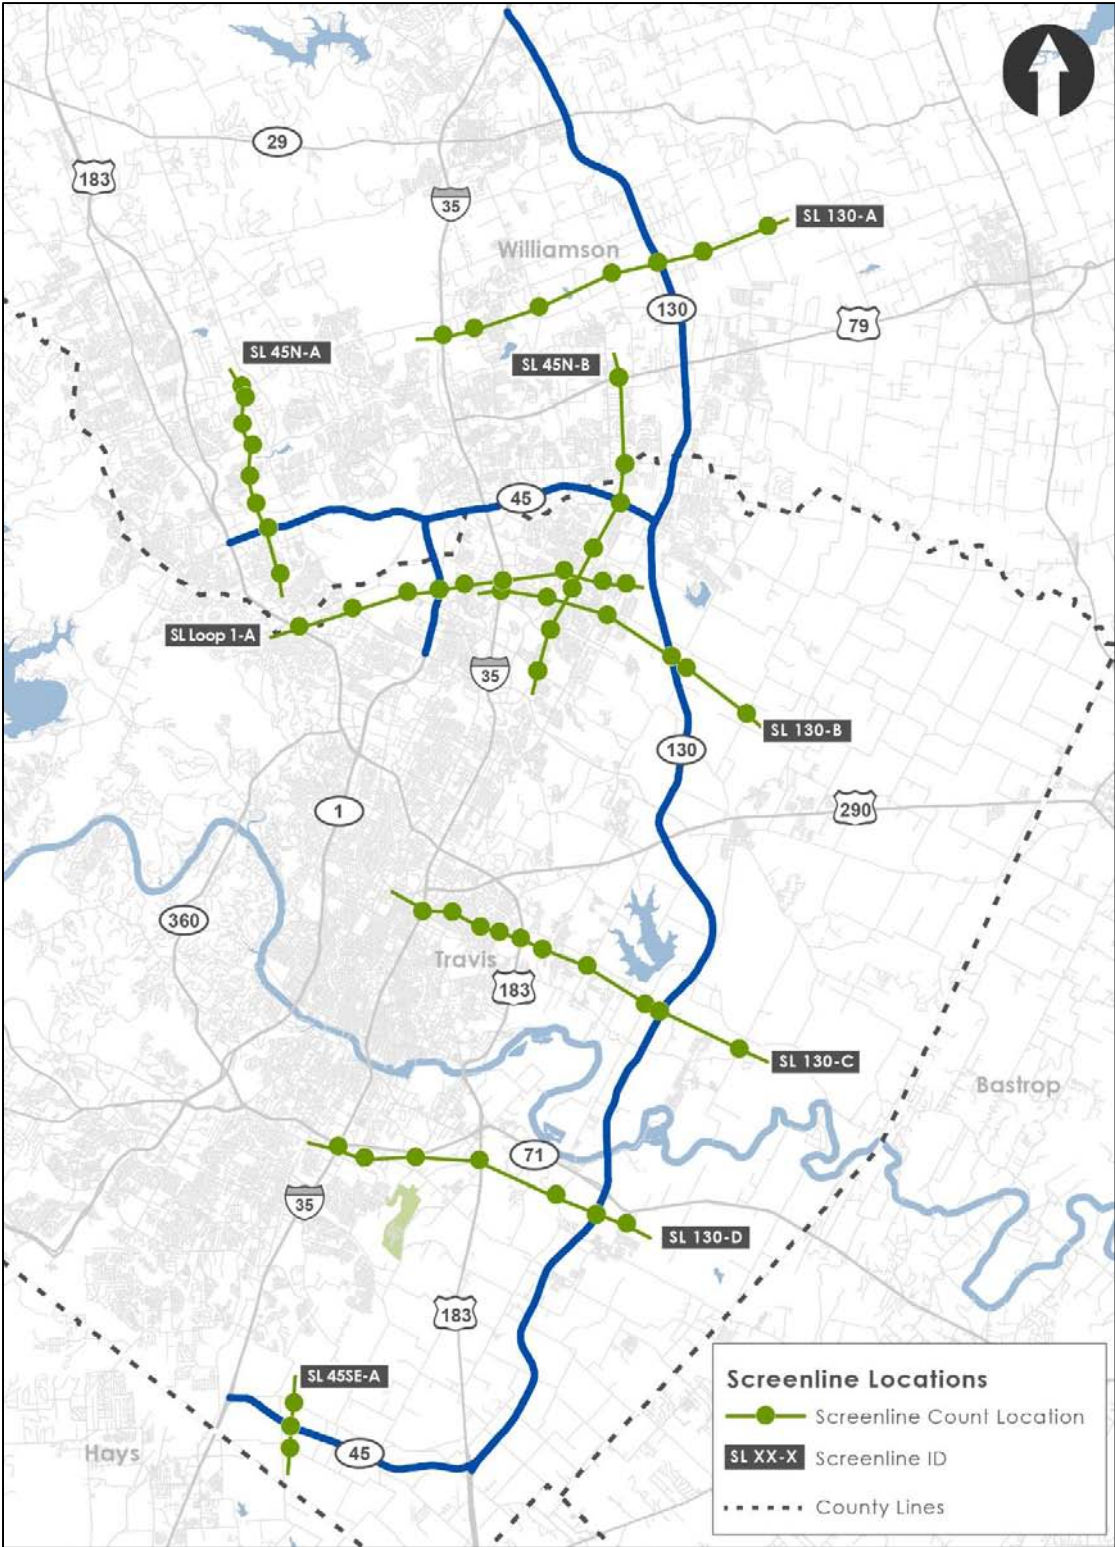 29
183
35
SL 130-A
Williamson
130
79
SL 45N-A
SL 45N-B
45
SL Loop 1-A
35
SL 130-B
130
1
290
360
Travis
183
SL 130-C
Bastrop
71
35
SL 130-D
183
SL 45SE-A
Hays
45
Screenline Locations
Screenline Count Location
SL XX-X Screenline ID
County Lines